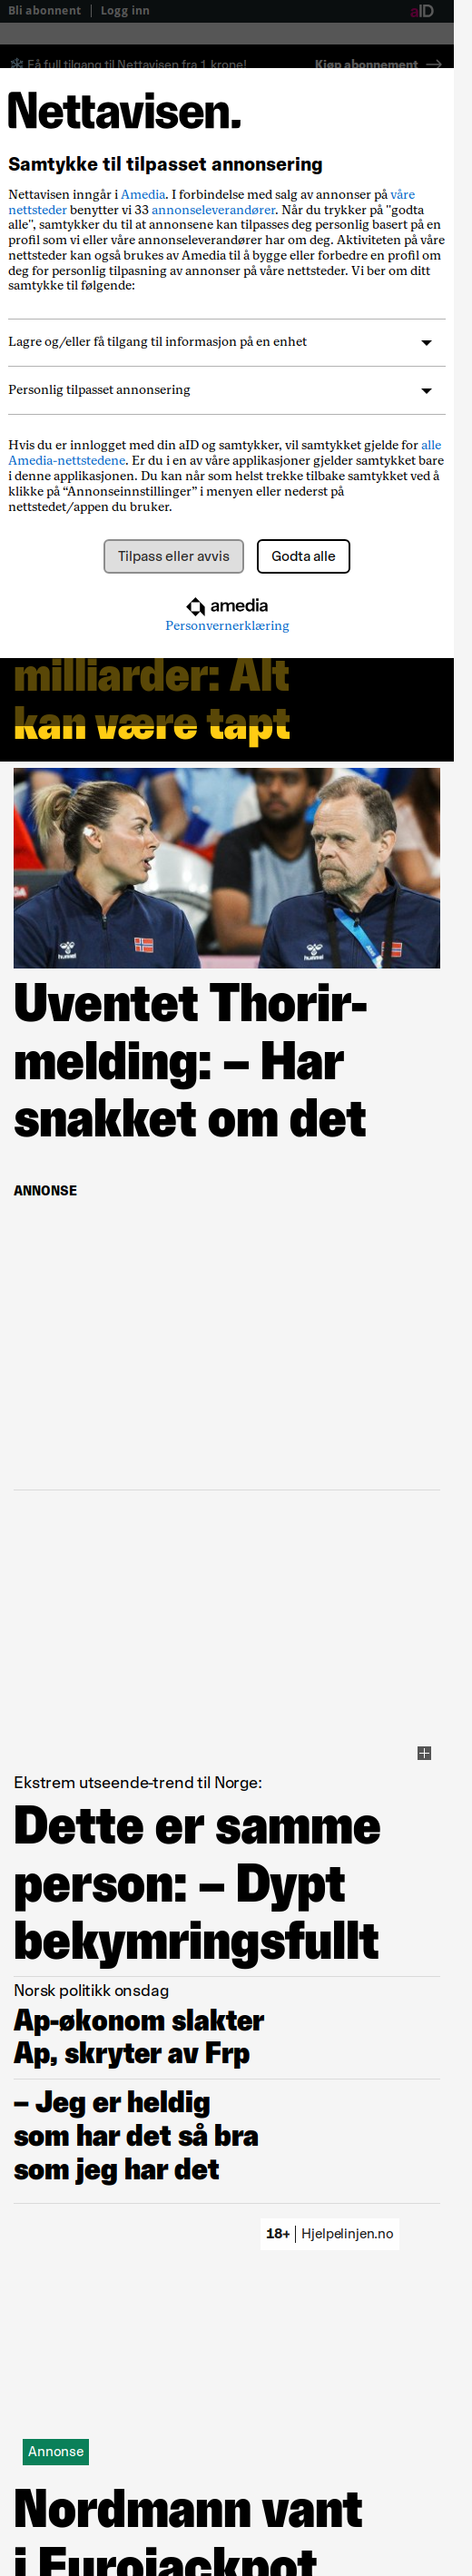 Bli abonnent | Logg inn
aID
Få full tilgang til Nettavisen fra 1 krone!
Kjøp abonnement →
Nettavisen.
Samtykke til tilpasset annonsering
Nettavisen inngår i Amedia. I forbindelse med salg av annonser på våre
nettsteder benytter vi 33 annonseleverandører. Når du trykker på "godta
alle", samtykker du til at annonsene kan tilpasses deg personlig basert på en
profil som vi eller våre annonseleverandører har om deg. Aktiviteten på våre
nettsteder kan også brukes av Amedia til å bygge eller forbedre en profil om
deg for personlig tilpasning av annonser på våre nettsteder. Vi ber om ditt
samtykke til følgende:
Lagre og/eller få tilgang til informasjon på en enhet
Personlig tilpasset annonsering
Hvis du er innlogget med din aID og samtykker, vil samtykket gjelde for alle
Amedia-nettstedene. Er du i en av våre applikasjoner gjelder samtykket bare
i denne applikasjonen. Du kan når som helst trekke tilbake samtykket ved å
klikke på “Annonseinnstillinger” i menyen eller nederst på
nettstedet/appen du bruker.
Tilpass eller avvis
Godta alle
amedia
Personvernerklæring
milliarder: Alt
kan være tapt
hummel
hummel
Uventet Thorir-
melding: – Har
snakket om det
ANNONSE
Ekstrem utseende-trend til Norge:
Dette er samme
person: – Dypt
bekymringsfullt
Norsk politikk onsdag
Ap-økonom slakter
Ap, skryter av Frp
– Jeg er heldig
som har det så bra
som jeg har det
18+ | Hjelpelinjen.no
Annonse
Nordmann vant
i Eurojackpot